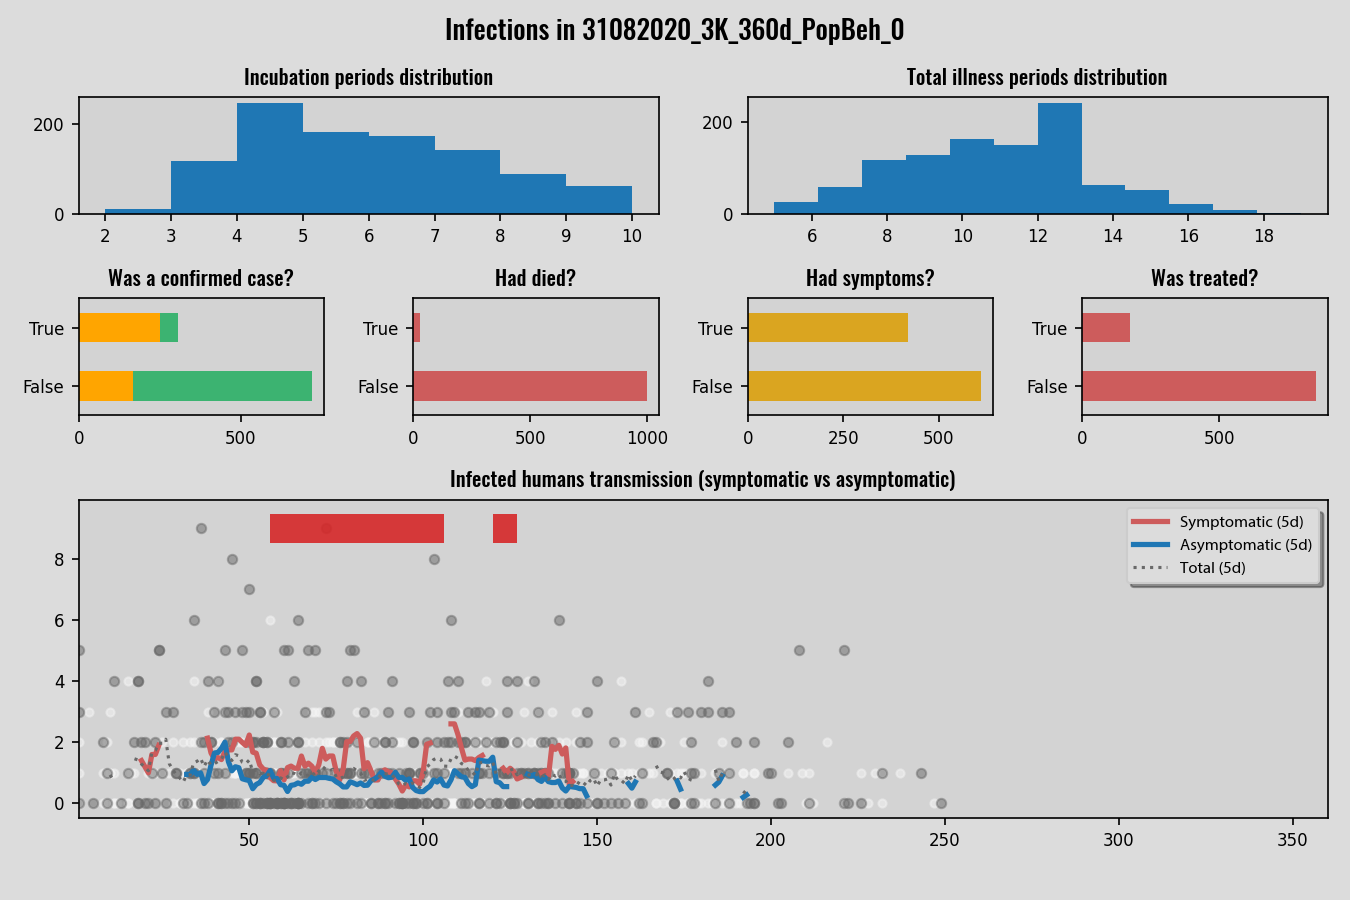 Infections in 31082020_3K_360d_PopBeh_0
Incubation periods distribution
200
0
2 3 4 5 6 7 8 9 10
Total illness periods distribution
200
0
6 8 10 12 14 16 18
Was a confirmed case?
True
False
0 500
Had died?
True
False
0 500 1000
Had symptoms?
True
False
0 250 500
Was treated?
True
False
0 500
Infected humans transmission (symptomatic vs asymptomatic)
Symptomatic (5d)
Asymptomatic (5d)
Total (5d)
8
6
4
2
0
50 100 150 200 250 300 350